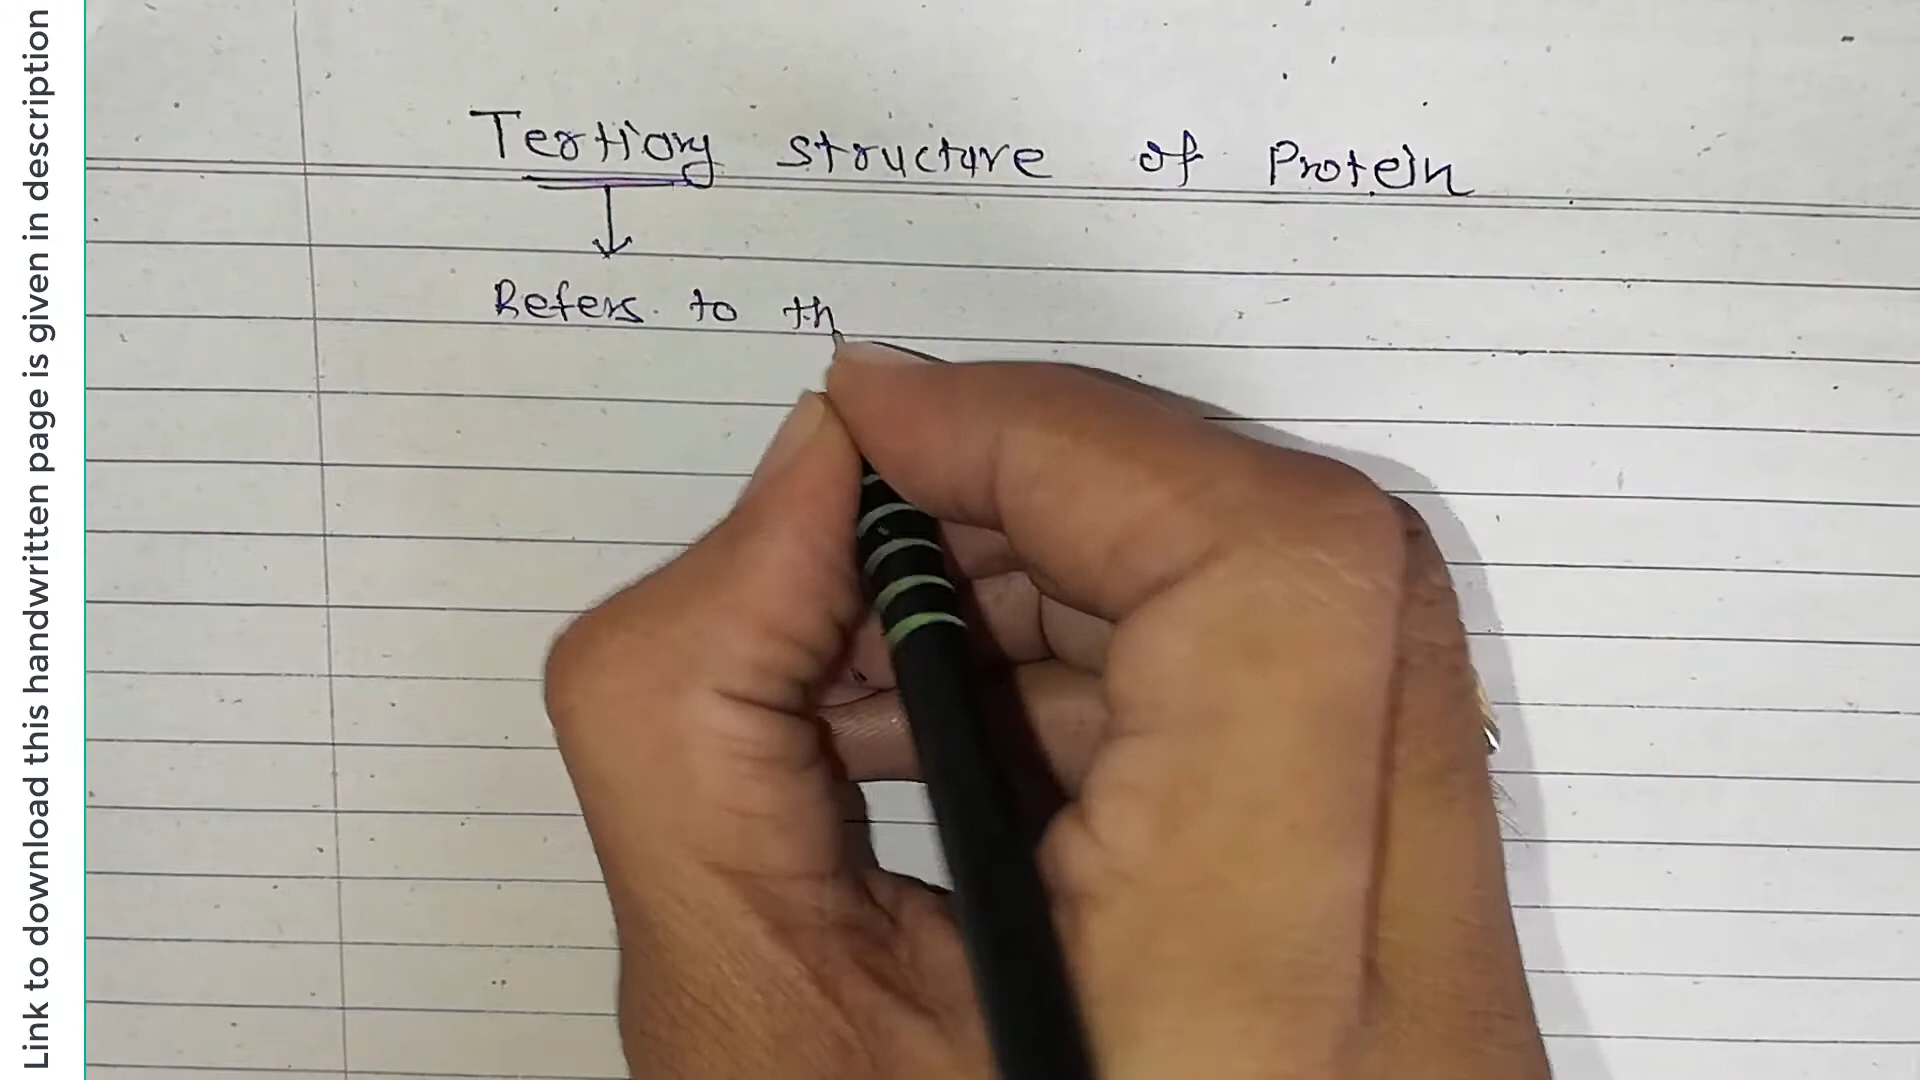 Link to download this handwritten page is given in description
Tertiary structure of Protein
Refers to th